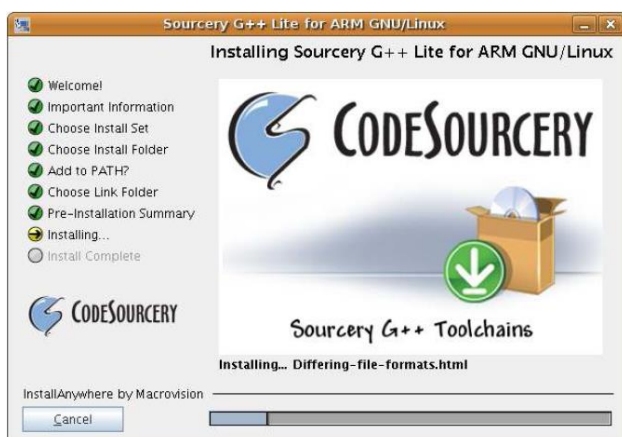 Sourcery G++ Lite for ARM GNU/Linux
Installing Sourcery G++ Lite for ARM GNU/Linux
Welcome!
Important Information
Choose Install Set
Choose Install Folder
Add to PATH?
Choose Link Folder
Pre-Installation Summary
Installing...
Install Complete
CODESOURCERY
CODESOURCERY
Sourcery G++ Toolchains
Installing... Differing-file-formats.html
InstallAnywhere by Macrovision
Cancel